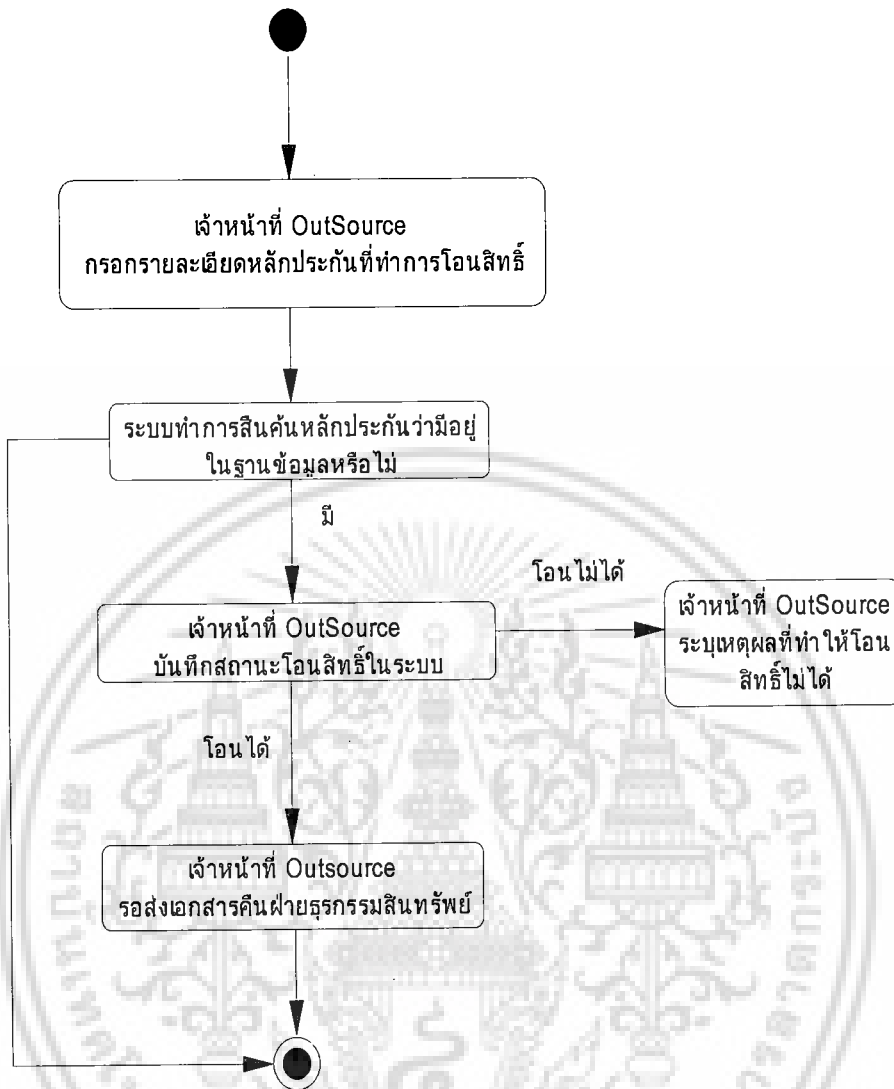 เจ้าหน้าที่ OutSource
กรอกรายละเอียดหลักประกันที่ทำการโอนสิทธิ์
ระบบทำการสืนค้นหลักประกันว่ามีอยู่
ในฐานข้อมูลหรือไม่
มี
โอนไม่ได้
เจ้าหน้าที่ OutSource
บันทึกสถานะโอนสิทธิ์ในระบบ
เจ้าหน้าที่ OutSource
ระบุเหตุผลที่ทำให้โอน
สิทธิ์ไม่ได้
โอนได้
เจ้าหน้าที่ Outsource
รอส่งเอกสารคืนฝ่ายธุรกรรมสินทรัพย์